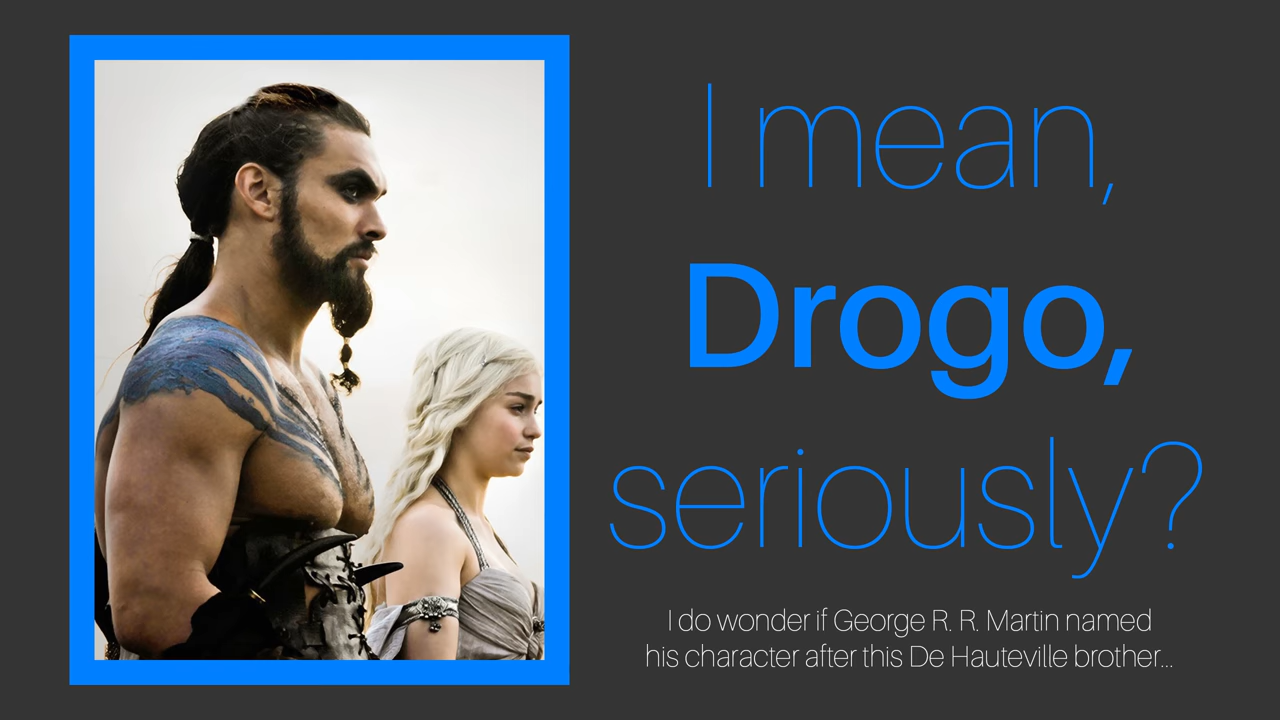 I mean,
Drogo,
seriously?
I do wonder if George R. R. Martin named
his character after this De Hauteville brother...